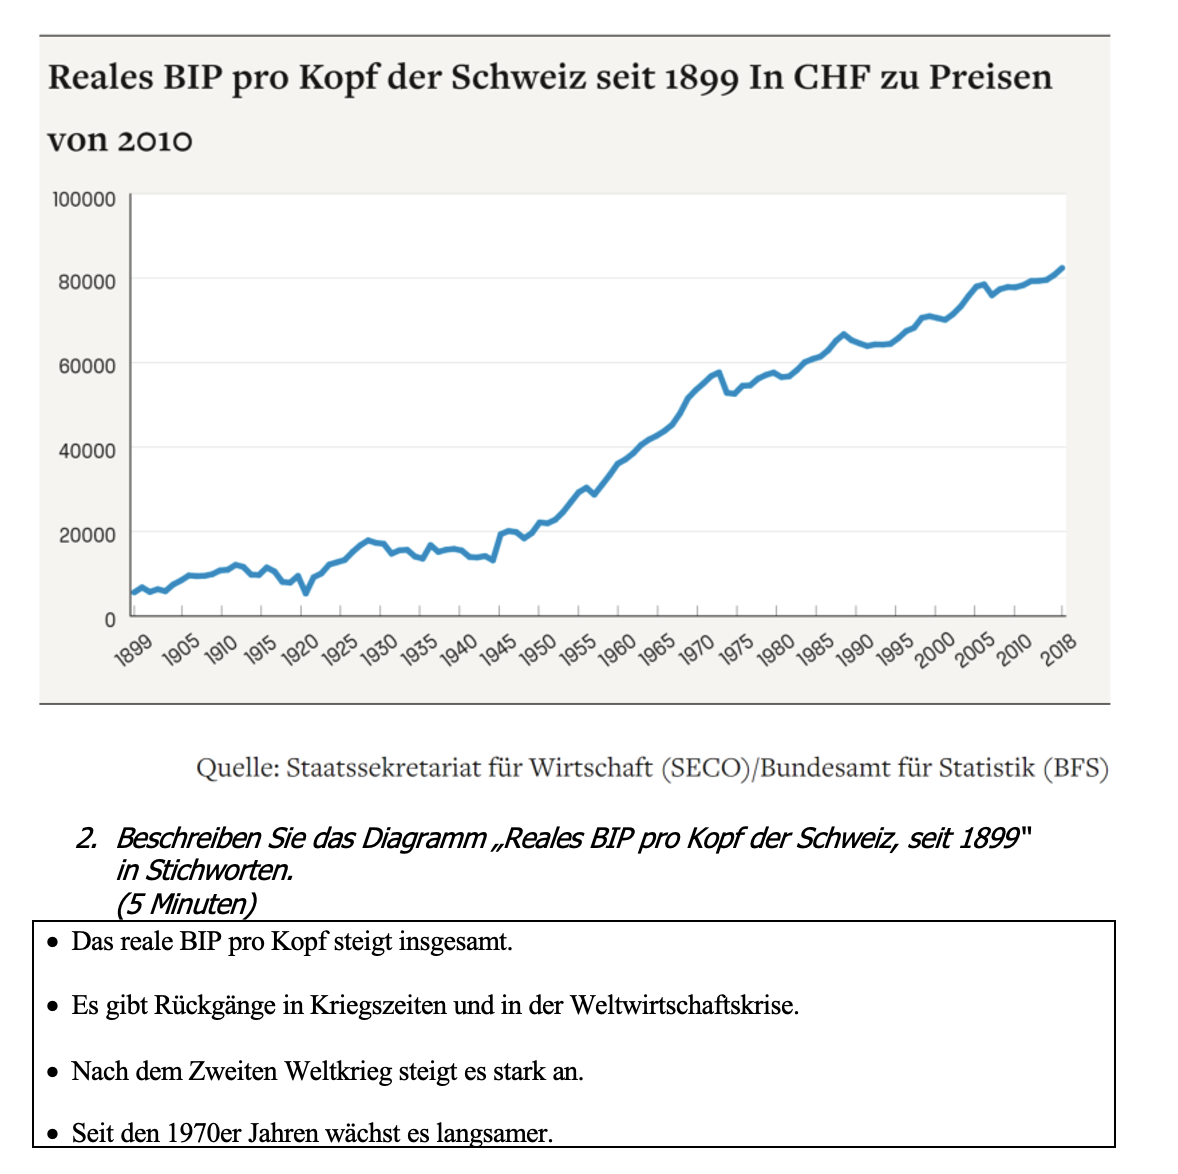 Reales BIP pro Kopf der Schweiz seit 1899 In CHF zu Preisen
von 2010
100000
80000
60000
40000
20000
0
1899 1905 1910 1915 1920 1925 1930 1935 1940 1945 1950 1955 1960 1965 1970 1975 1980 1985 1990 1995 2000 2005 2010 2018
Quelle: Staatssekretariat für Wirtschaft (SECO)/Bundesamt für Statistik (BFS)
2. Beschreiben Sie das Diagramm „Reales BIP pro Kopf der Schweiz, seit 1899"
in Stichworten.
(5 Minuten)
• Das reale BIP pro Kopf steigt insgesamt.
• Es gibt Rückgänge in Kriegszeiten und in der Weltwirtschaftskrise.
• Nach dem Zweiten Weltkrieg steigt es stark an.
• Seit den 1970er Jahren wächst es langsamer.